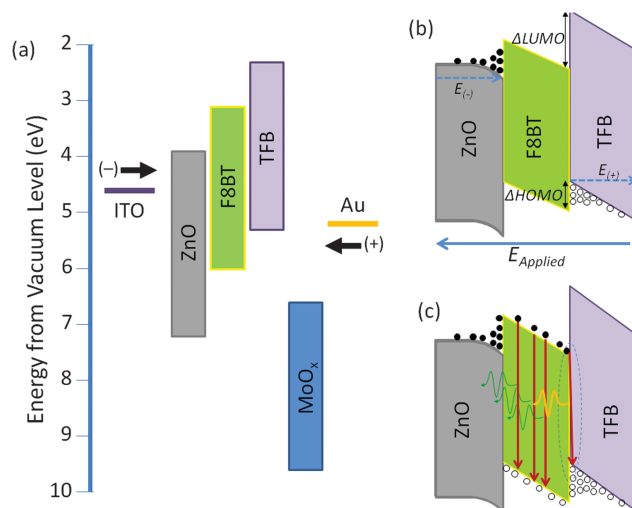 (a)
Energy from Vacuum Level (eV)
2
3
4
5
6
7
8
9
10
(−)
ITO
ZnO
F8BT
TFB
Au
(+)
MoOx
(b)
ΔLUMO
E(-)
ZnO
F8BT
TFB
E(+)
ΔHOMO
EApplied
(c)
ZnO
F8BT
TFB